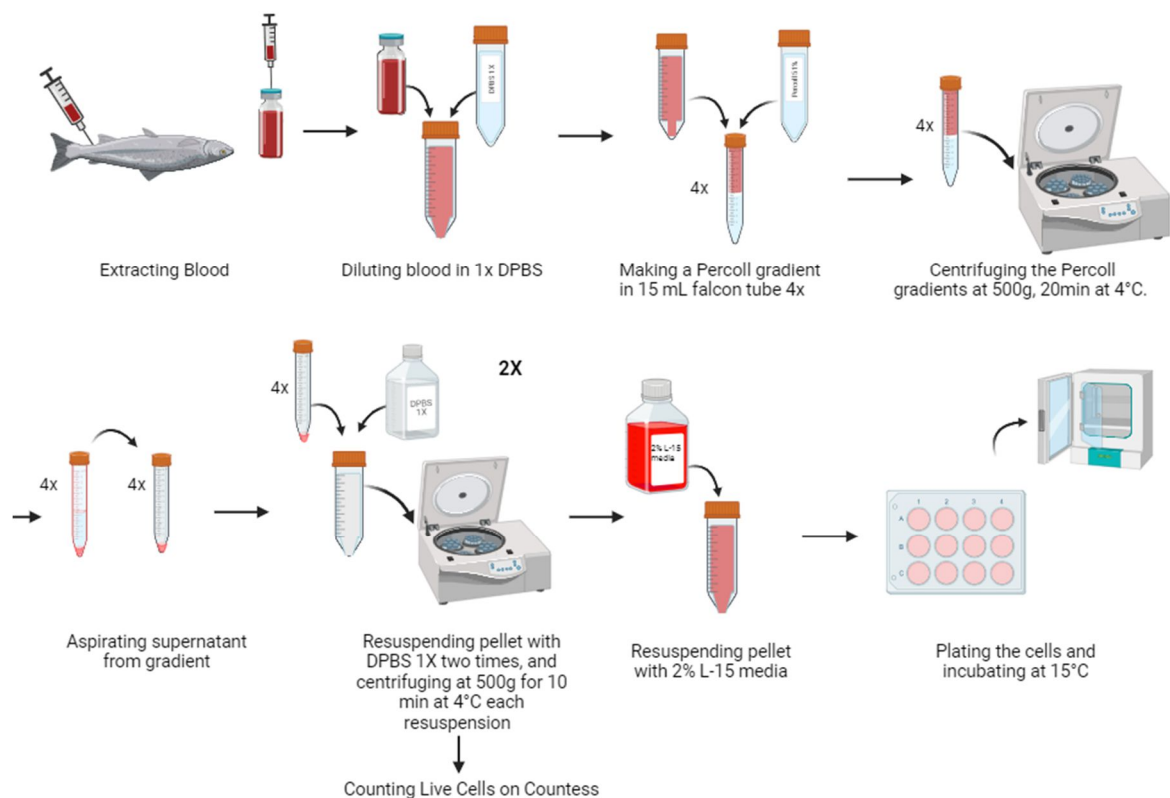 DPBS 1X
Percoll 51%
4x
4x
Extracting Blood
Diluting blood in 1x DPBS
Making a Percoll gradient
in 15 mL falcon tube 4x
Centrifuging the Percoll
gradients at 500g, 20min at 4°C.
4x
4x
4x
DPBS
1X
2X
2% L-15
media
1 2 3 4
A
B
C
Aspirating supernatant
from gradient
Resuspending pellet with
DPBS 1X two times, and
centrifuging at 500g for 10
min at 4°C each
resuspension
Resuspending pellet
with 2% L-15 media
Plating the cells and
incubating at 15°C
Counting Live Cells on Countess